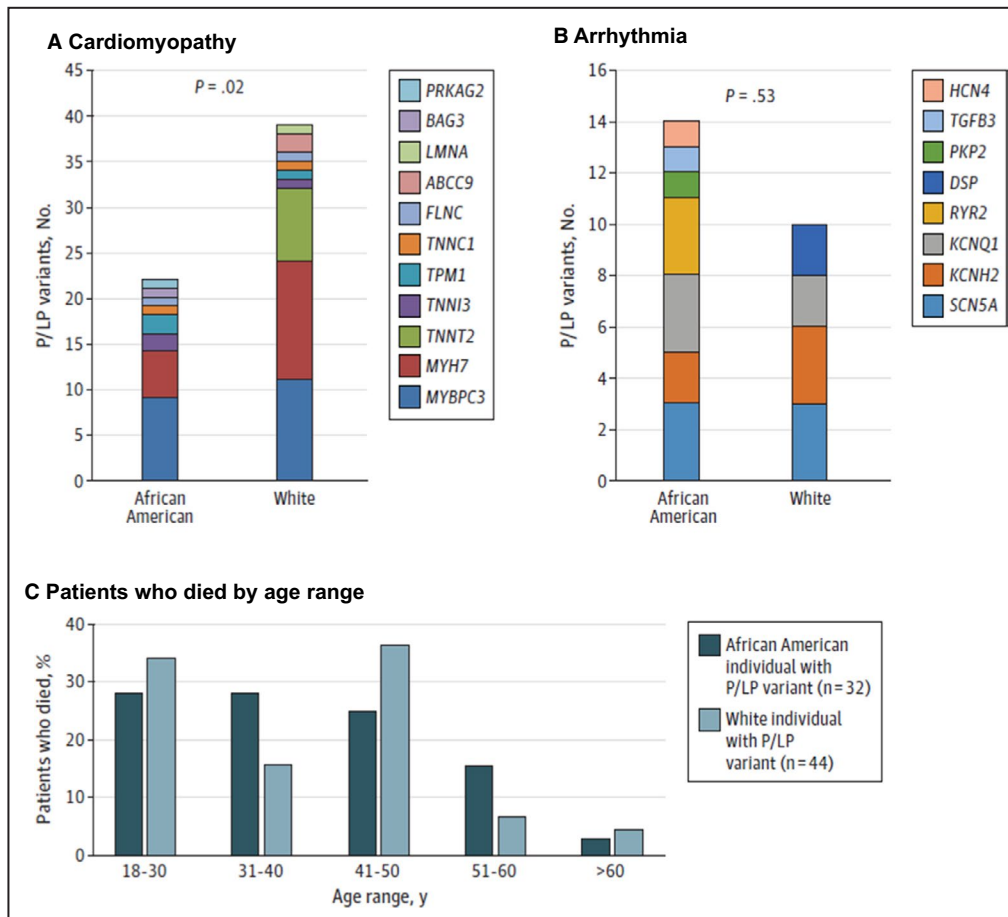 A Cardiomyopathy
45
40
35
30
25
20
15
10
5
0
P/LP variants, No.
P = .02
African
American
White
PRKAG2
BAG3
LMNA
ABCC9
FLNC
TNNC1
TPM1
TNNI3
TNNT2
MYH7
MYBPC3
B Arrhythmia
16
14
12
10
8
6
4
2
0
P/LP variants, No.
P = .53
African
American
White
HCN4
TGFB3
PKP2
DSP
RYR2
KCNQ1
KCNH2
SCN5A
C Patients who died by age range
40
30
20
10
0
Patients who died, %
18-30
31-40
41-50
51-60
>60
Age range, y
African American
individual with
P/LP variant (n = 32)
White individual
with P/LP
variant (n = 44)